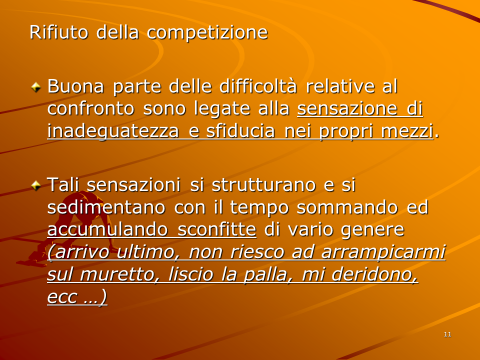 Rifiuto della competizione
Buona parte delle difficoltà relative al
confronto sono legate alla sensazione di
inadeguatezza e sfiducia nei propri mezzi.
Tali sensazioni si strutturano e si
sedimentano con il tempo sommando ed
accumulando sconfitte di vario genere
(arrivo ultimo, non riesco ad arrampicarmi
sul muretto, liscio la palla, mi deridono,
ecc …)
11